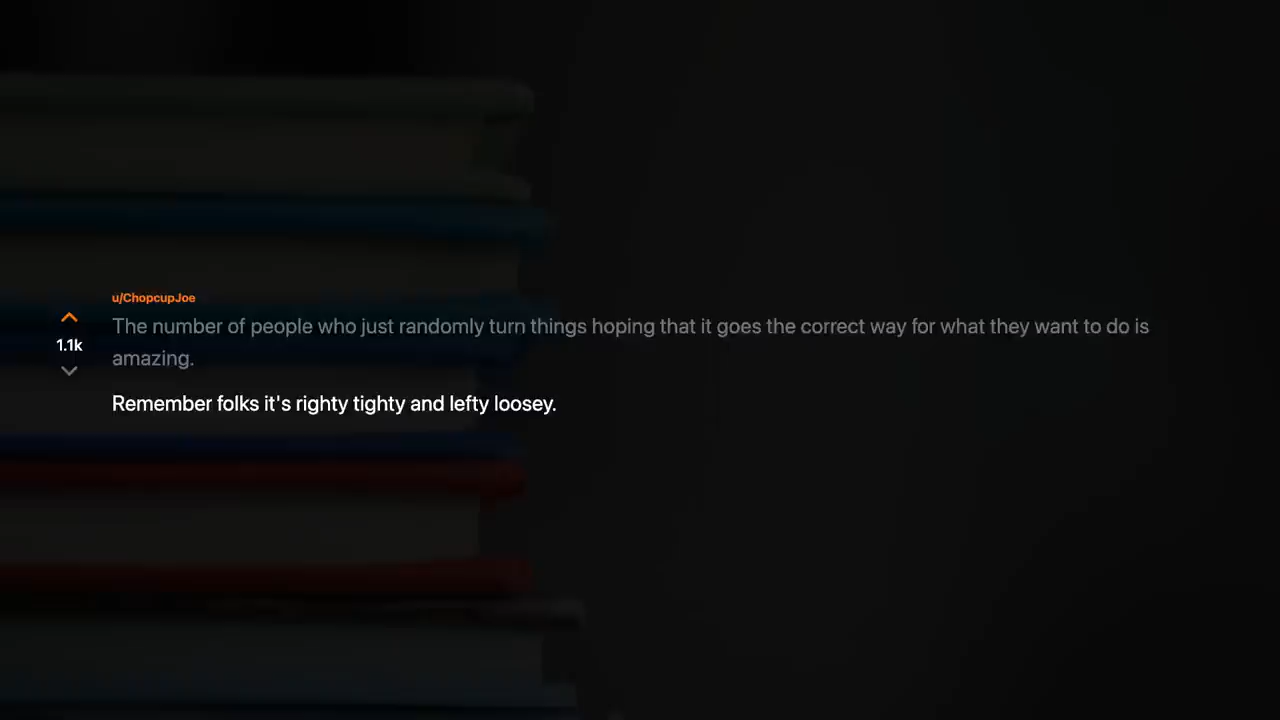 u/ChopcupJoe
The number of people who just randomly turn things hoping that it goes the correct way for what they want to do is
1.1k
amazing.
Remember folks it's righty tighty and lefty loosey.